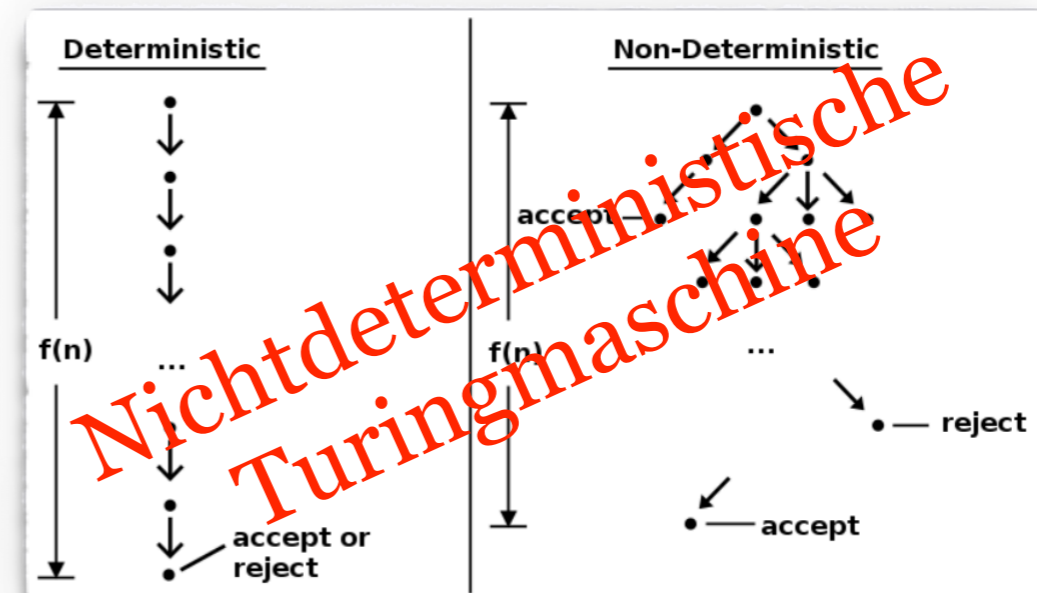 Deterministic
Non-Deterministic
accept
f(n)
...
f(n)
...
reject
accept
accept or
reject
Nichtdeterministische
Turingmaschine